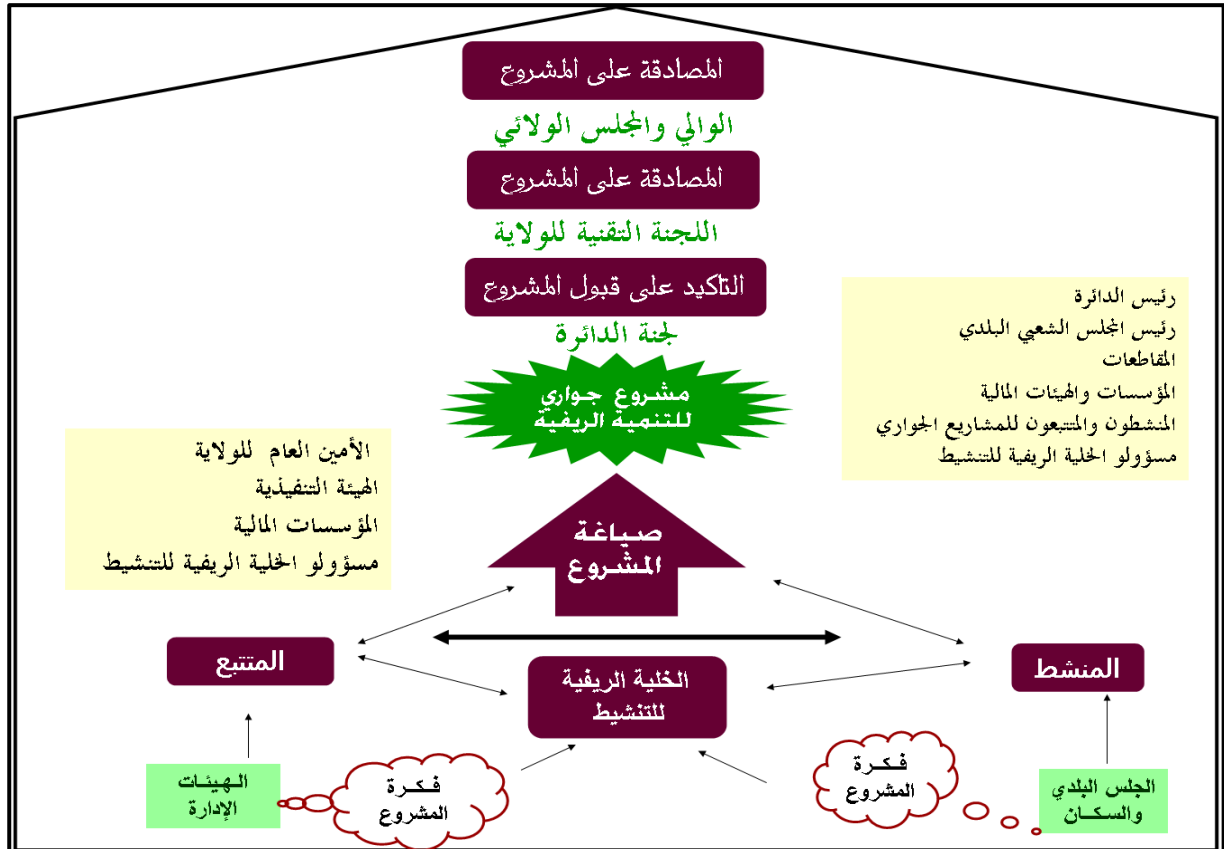 المصادقة على المشروع
الوالي والمجلس الولائي
المصادقة على المشروع
اللجنة التقنية للولاية
التاكيد على قبول المشروع
لجنة الدائرة
مشروع جواري
للتنمية الريفية
رئيس الدائرة
رئيس المجلس الشعبي البلدي
المقاطعات
المؤسسات والهيئات المالية
المنشطون والمتتبعون للمشاريع الجواري
مسؤولو الخلية الريفية للتنشيط
الأمين العام للولاية
الهيئة التنفيذية
المؤسسات المالية
مسؤولو الخلية الريفية للتنشيط
صياغة
المشروع
المنشط
الخلية الريفية
للتنشيط
المتتبع
الجلس البلدي
والسكان
فكرة
المشروع
فكرة
المشروع
الهيئات
الإدارة